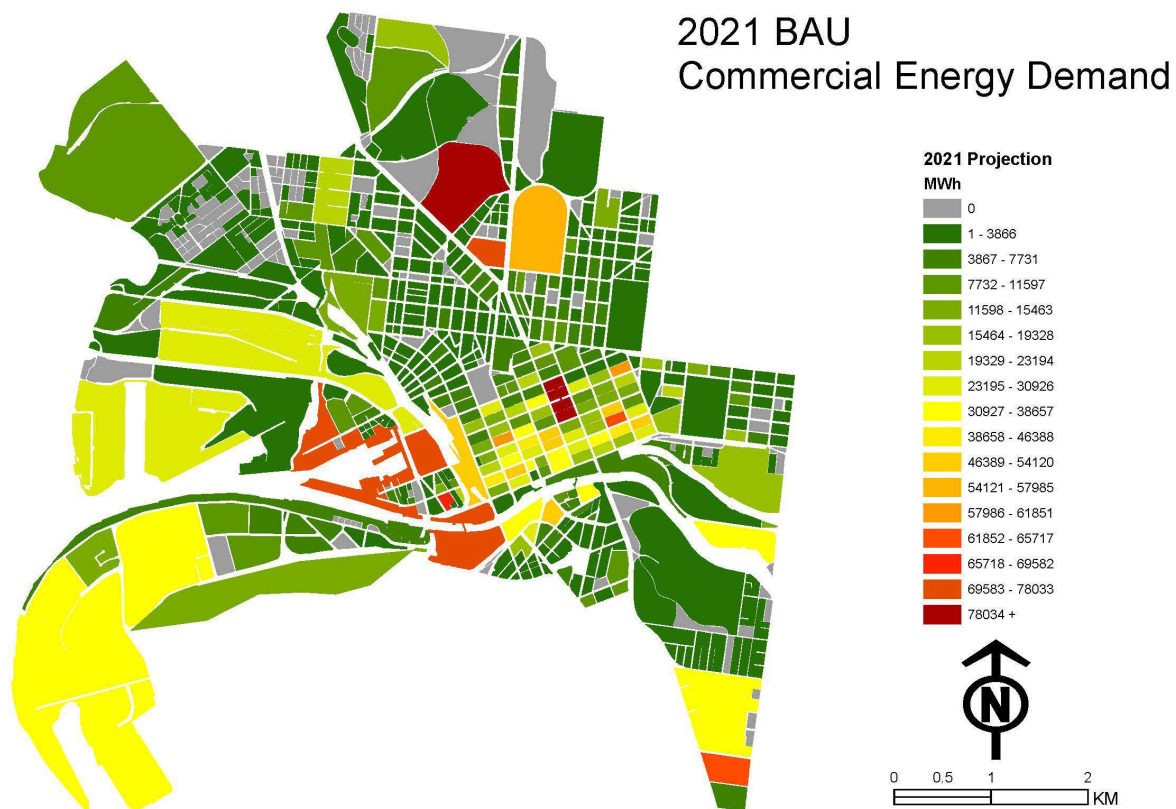 2021 BAU
Commercial Energy Demand
2021 Projection
MWh
0
1 - 3866
3867 - 7731
7732 - 11597
11598 - 15463
15464 - 19328
19329 - 23194
23195 - 30926
30927 - 38657
38658 - 46388
46389 - 54120
54121 - 57985
57986 - 61851
61852 - 65717
65718 - 69582
69583 - 78033
78034 +
N
0 0.5 1 2
KM